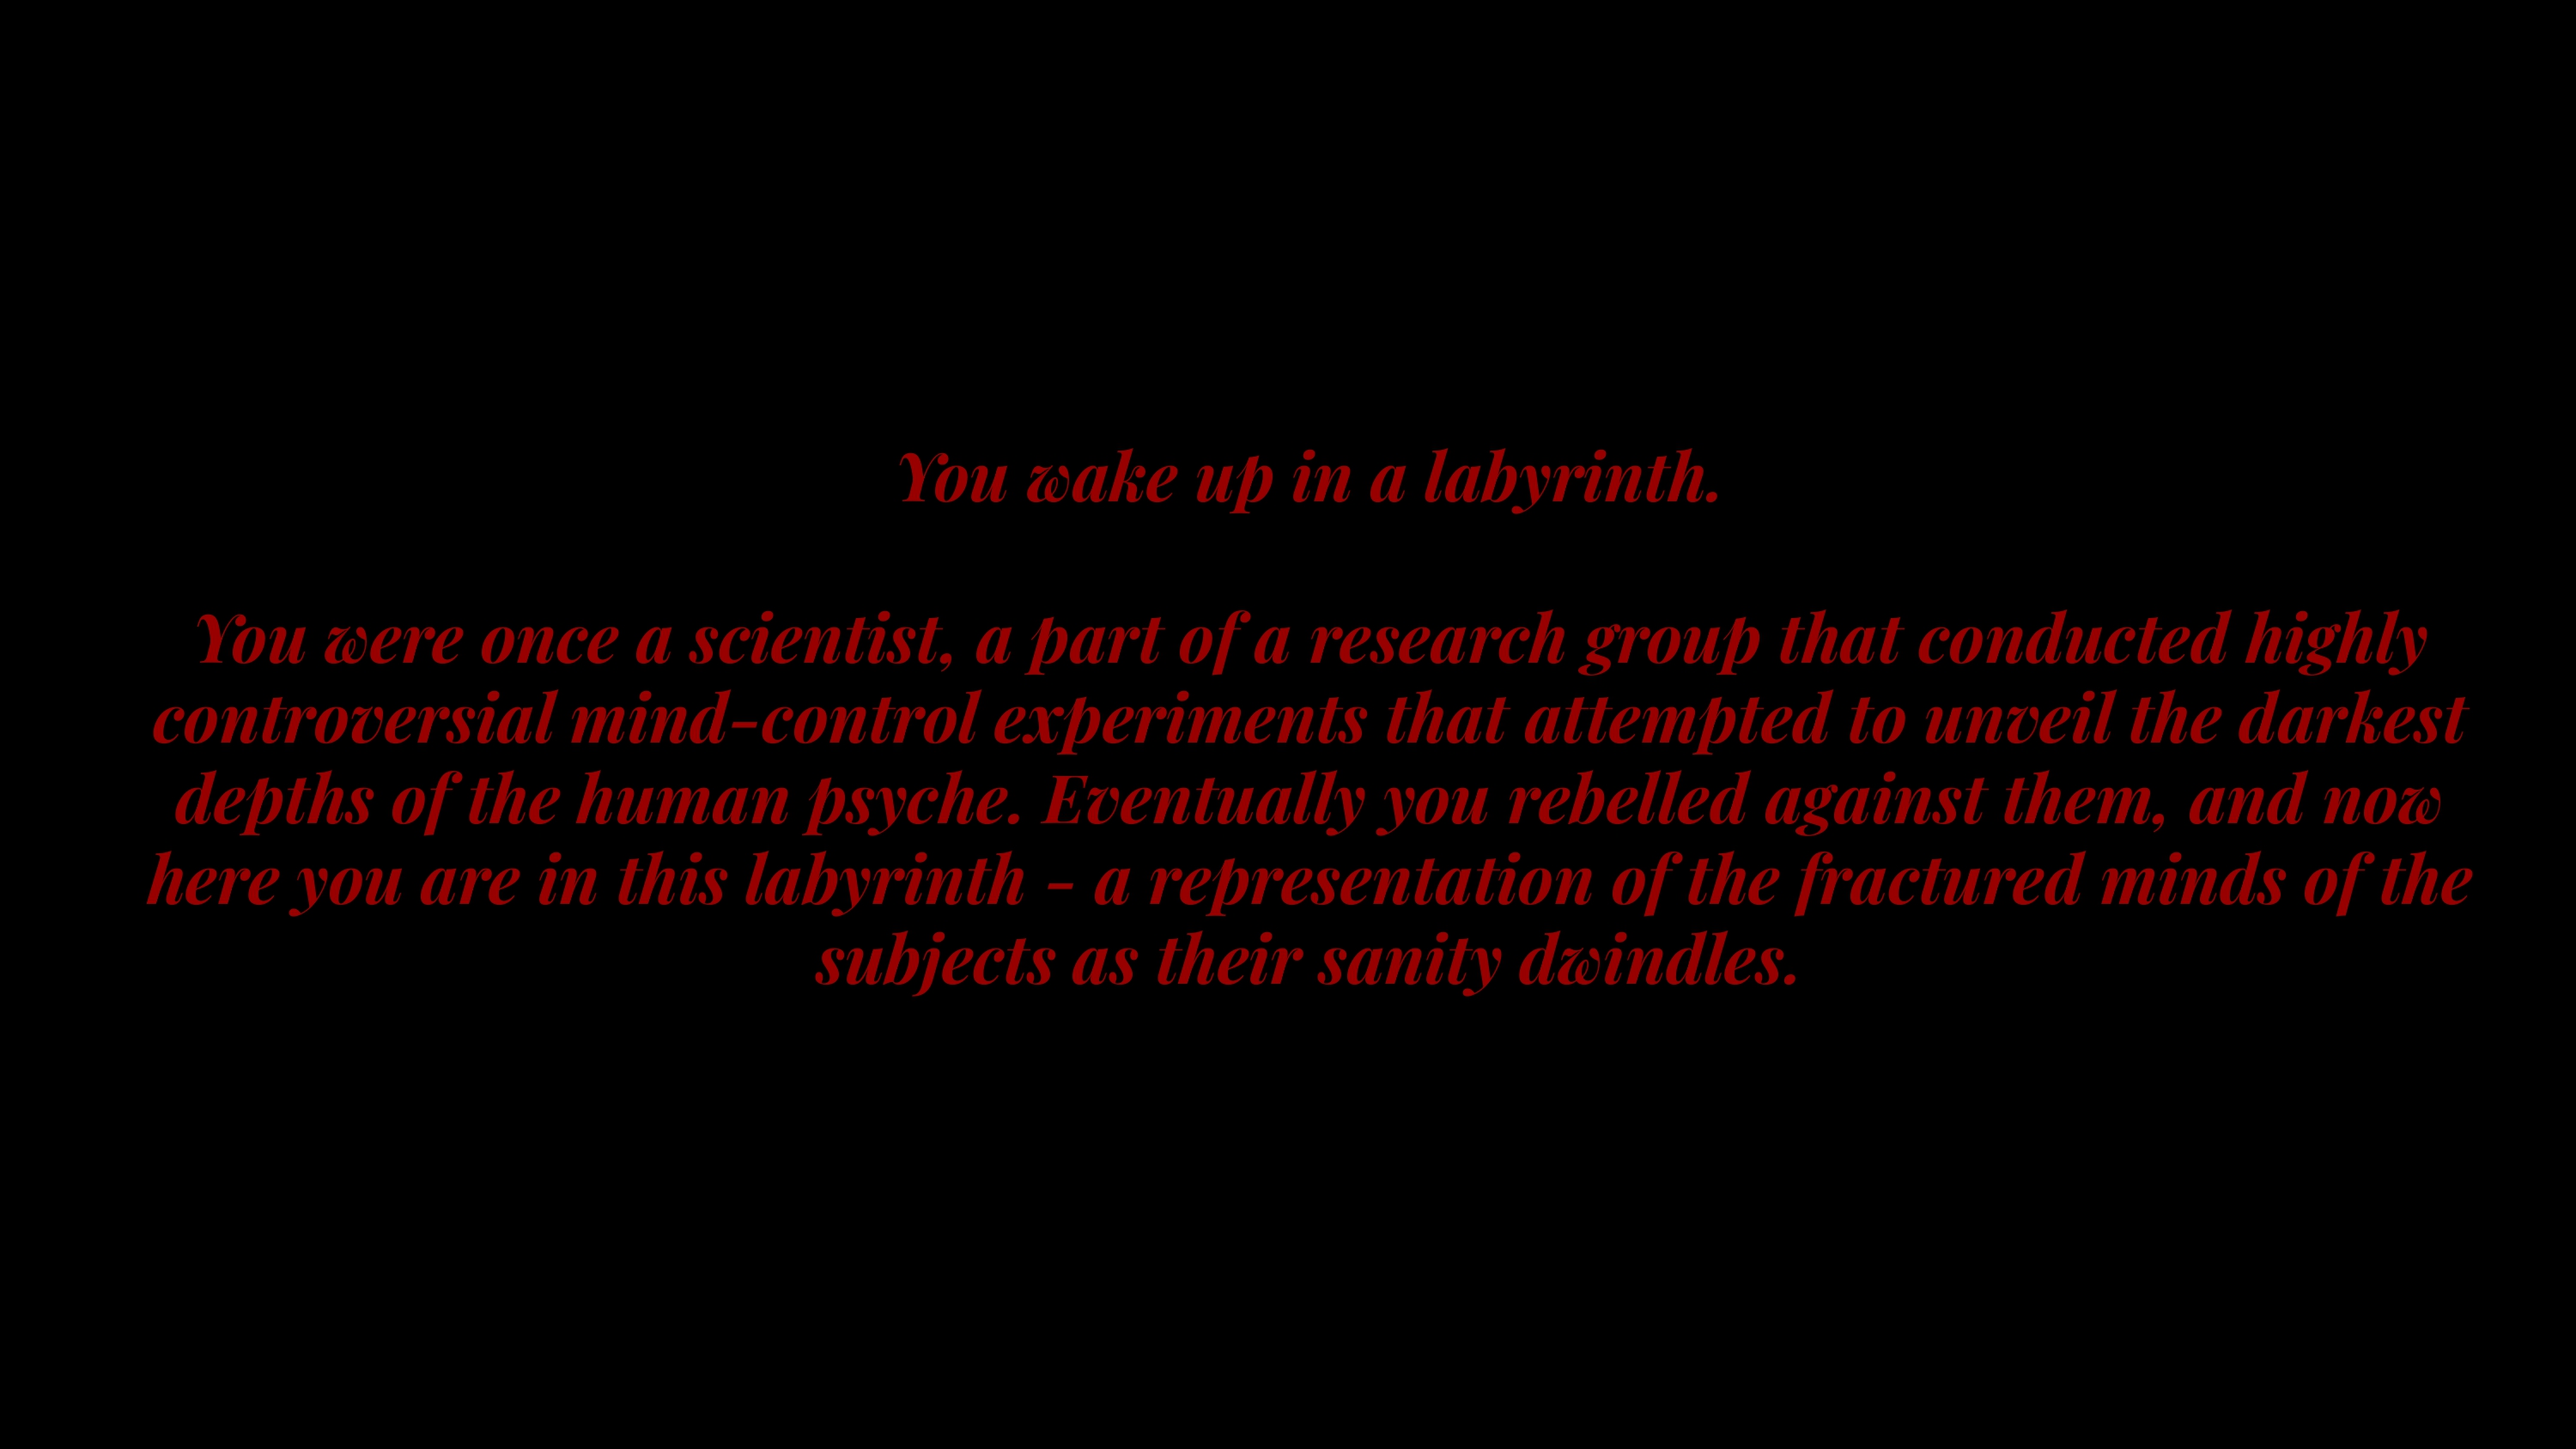 You wake up in a labyrinth.
You were once a scientist, a part of a research group that conducted highly
controversial mind-control experiments that attempted to unveil the darkest
depths of the human psyche. Eventually you rebelled against them, and now
here you are in this labyrinth - a representation of the fractured minds of the
subjects as their sanity dwindles.